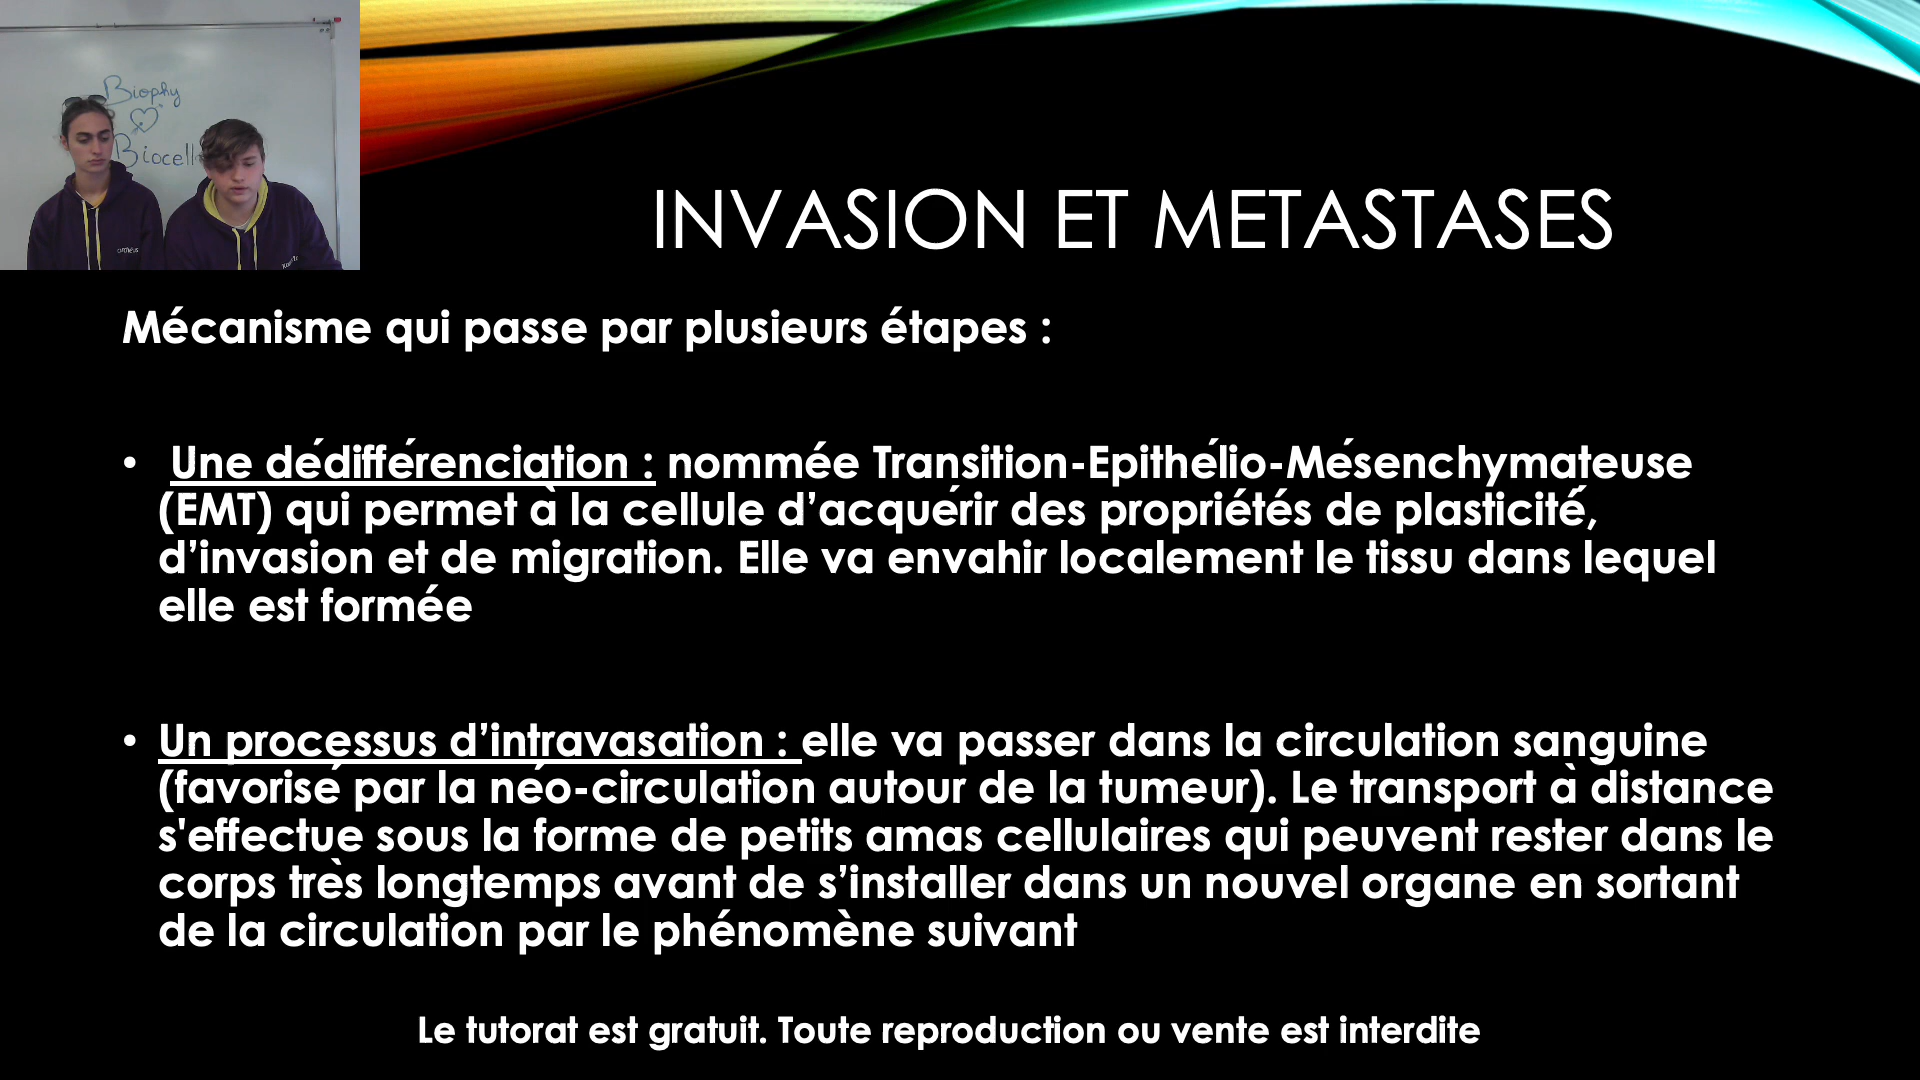 Biophy
Biocell
INVASION ET METASTASES
Mécanisme qui passe par plusieurs étapes :
• Une dédifférenciation : nommée Transition-Epithélio-Mésenchymateuse
(EMT) qui permet à la cellule d’acquérir des propriétés de plasticité,
d’invasion et de migration. Elle va envahir localement le tissu dans lequel
elle est formée
• Un processus d’intravasation : elle va passer dans la circulation sanguine
(favorisé par la néo-circulation autour de la tumeur). Le transport à distance
s'effectue sous la forme de petits amas cellulaires qui peuvent rester dans le
corps très longtemps avant de s’installer dans un nouvel organe en sortant
de la circulation par le phénomène suivant
Le tutorat est gratuit. Toute reproduction ou vente est interdite